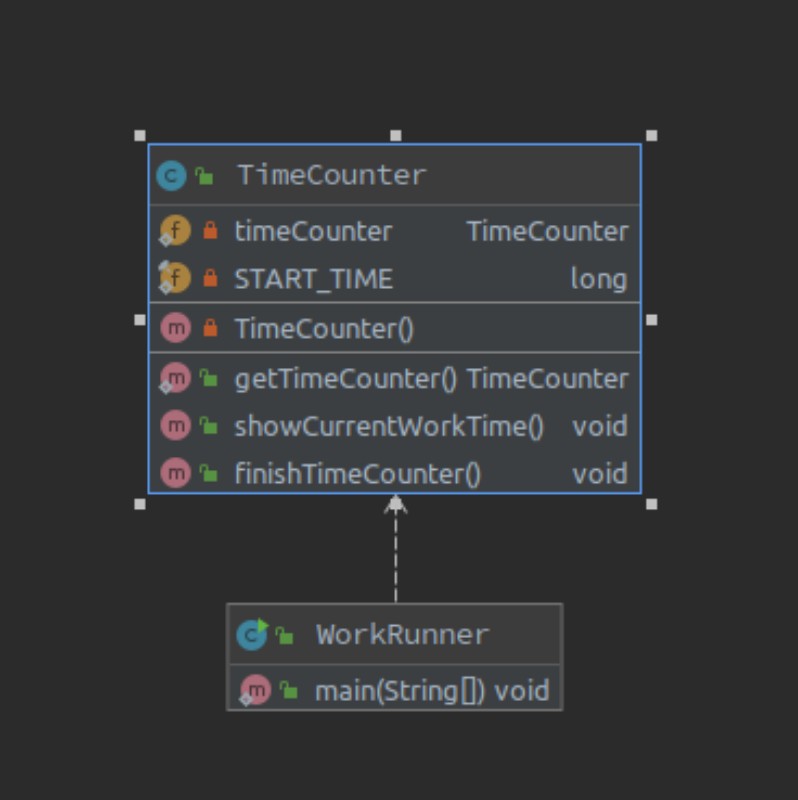 C TimeCounter
f timeCounter TimeCounter
f START_TIME long
m TimeCounter()
m getTimeCounter() TimeCounter
m showCurrentWorkTime() void
m finishTimeCounter() void
C WorkRunner
m main(String[]) void